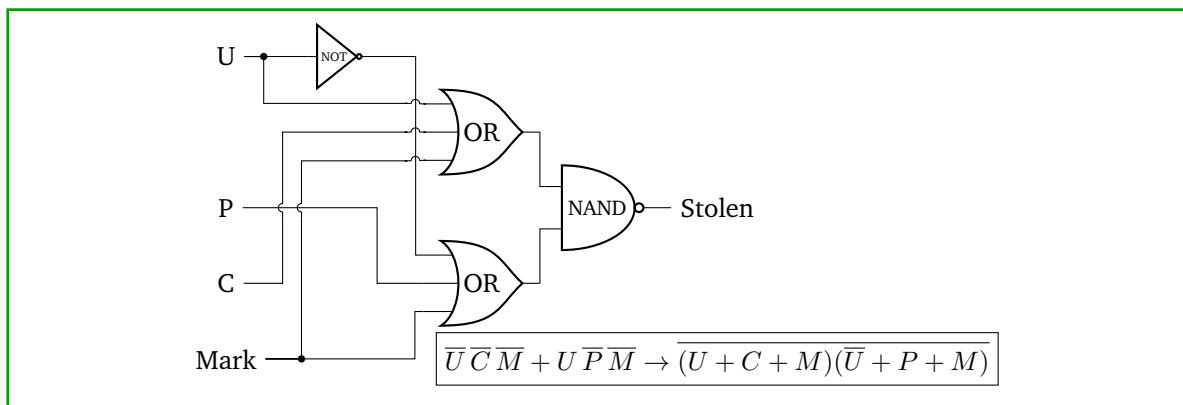 U
NOT
OR
P
NAND
Stolen
C
OR
Mark
$\overline{U}\,\overline{C}\,\overline{M} + U\,\overline{P}\,\overline{M} \rightarrow \overline{(U + C + M)(\overline{U} + P + M)}$